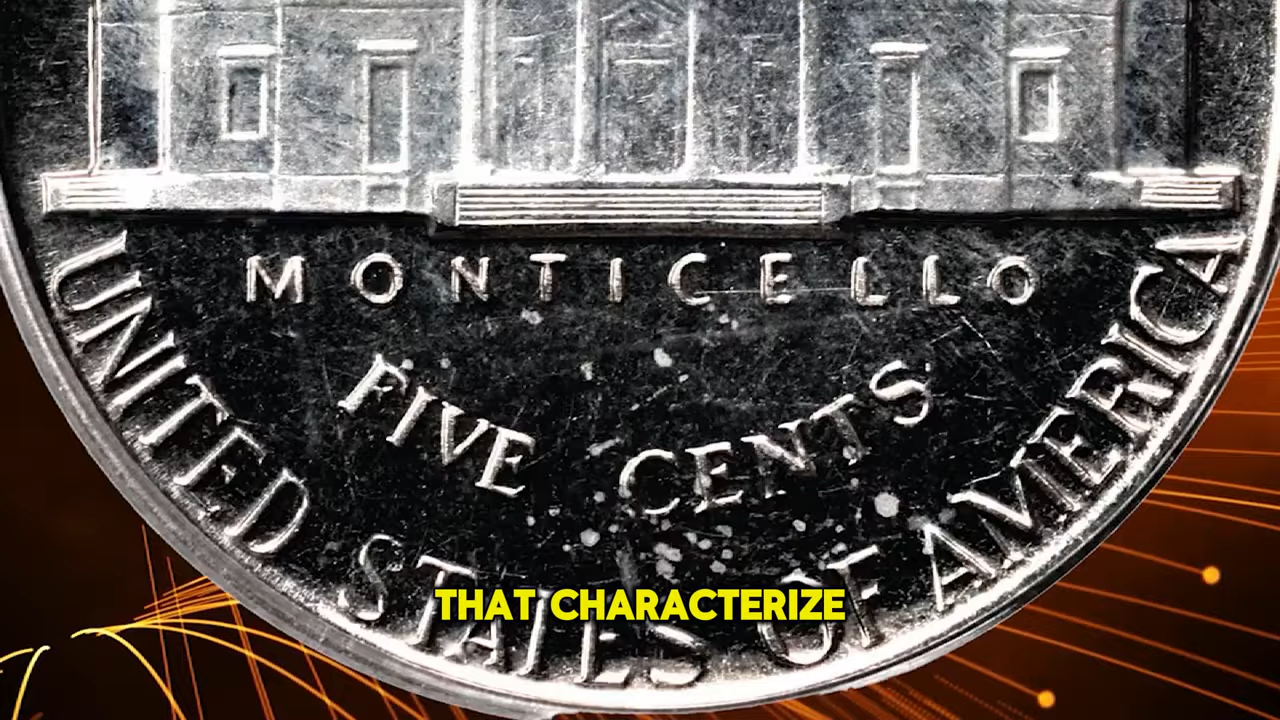 MONTICELLO
FIVE CENTS
UNITED STATES OF AMERICA
THAT CHARACTERIZE